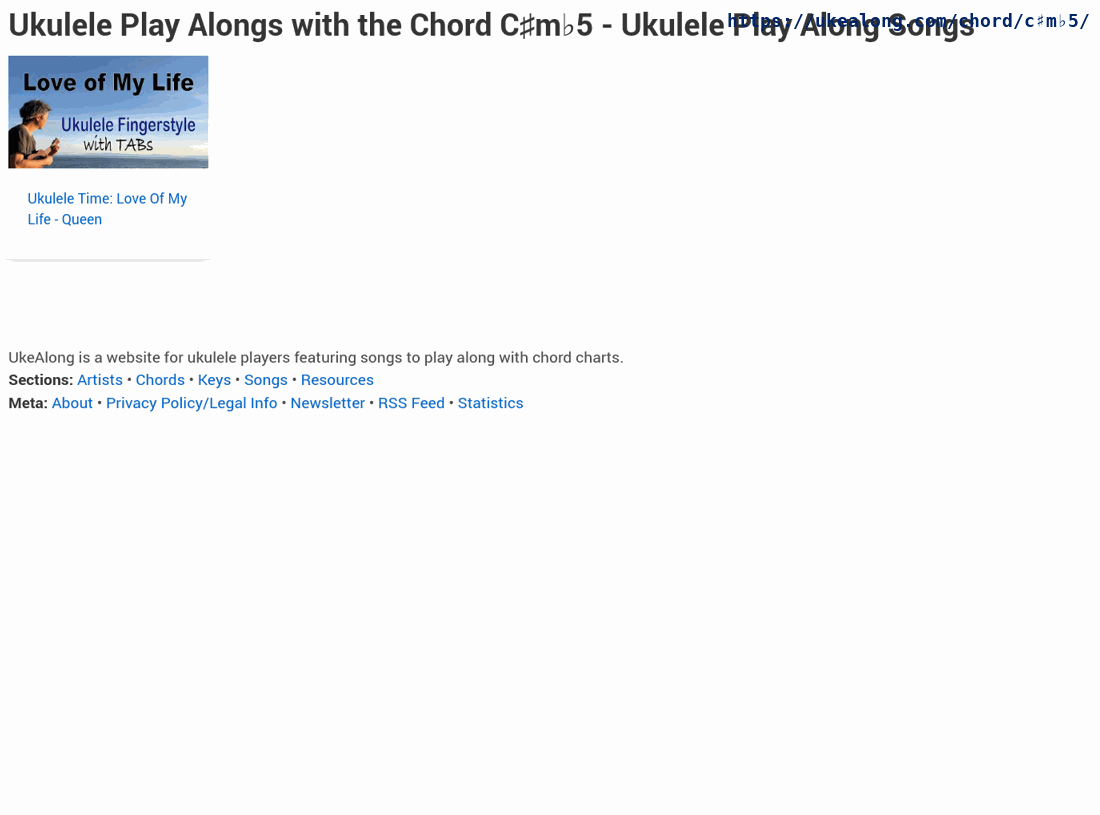 Ukulele Play Alongs with the Chord C♯m♭5 - Ukulele Play Along Songs
https://ukealong.com/chord/c♯m♭5/
Love of My Life
Ukulele Fingerstyle
with TABs
Ukulele Time: Love Of My
Life - Queen
UkeAlong is a website for ukulele players featuring songs to play along with chord charts.
Sections: Artists • Chords • Keys • Songs • Resources
Meta: About • Privacy Policy/Legal Info • Newsletter • RSS Feed • Statistics